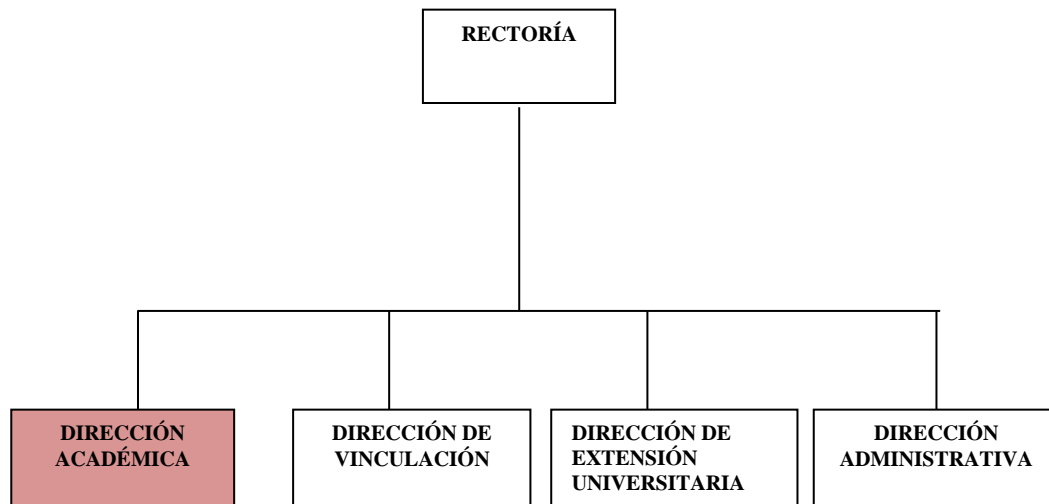 RECTORÍA
DIRECCIÓN
ACADÉMICA
DIRECCIÓN DE
VINCULACIÓN
DIRECCIÓN DE
EXTENSIÓN
UNIVERSITARIA
DIRECCIÓN
ADMINISTRATIVA